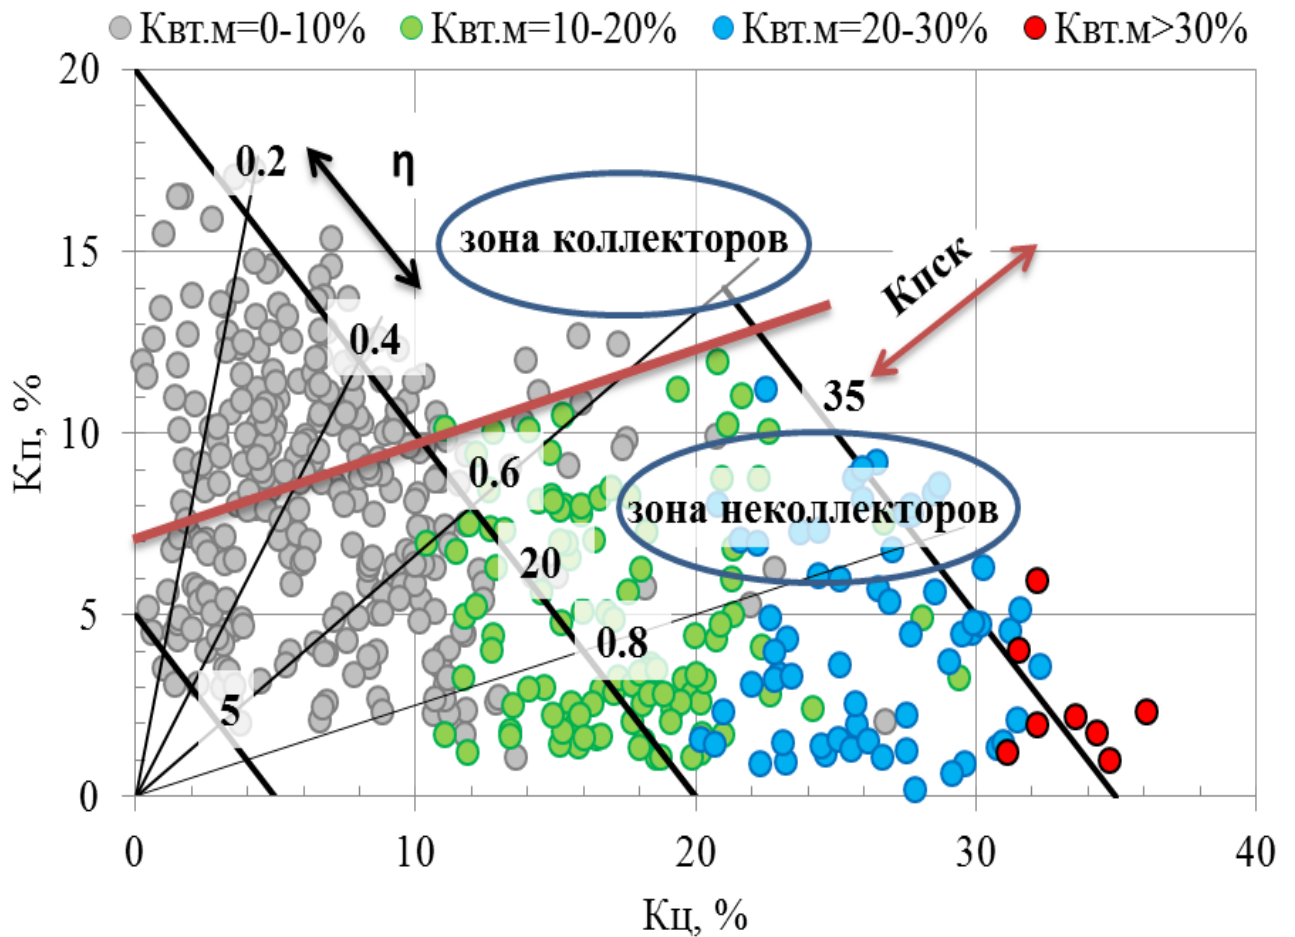 Квт.м=0-10% Квт.м=10-20% Квт.м=20-30% Квт.м>30%
20
0.2
η
зона коллекторов
15
Кпск
0.4
35
10
0.6
зона неколлекторов
20
5
0.8
5
0
0 10 20 30 40
Кп, %
Кц, %